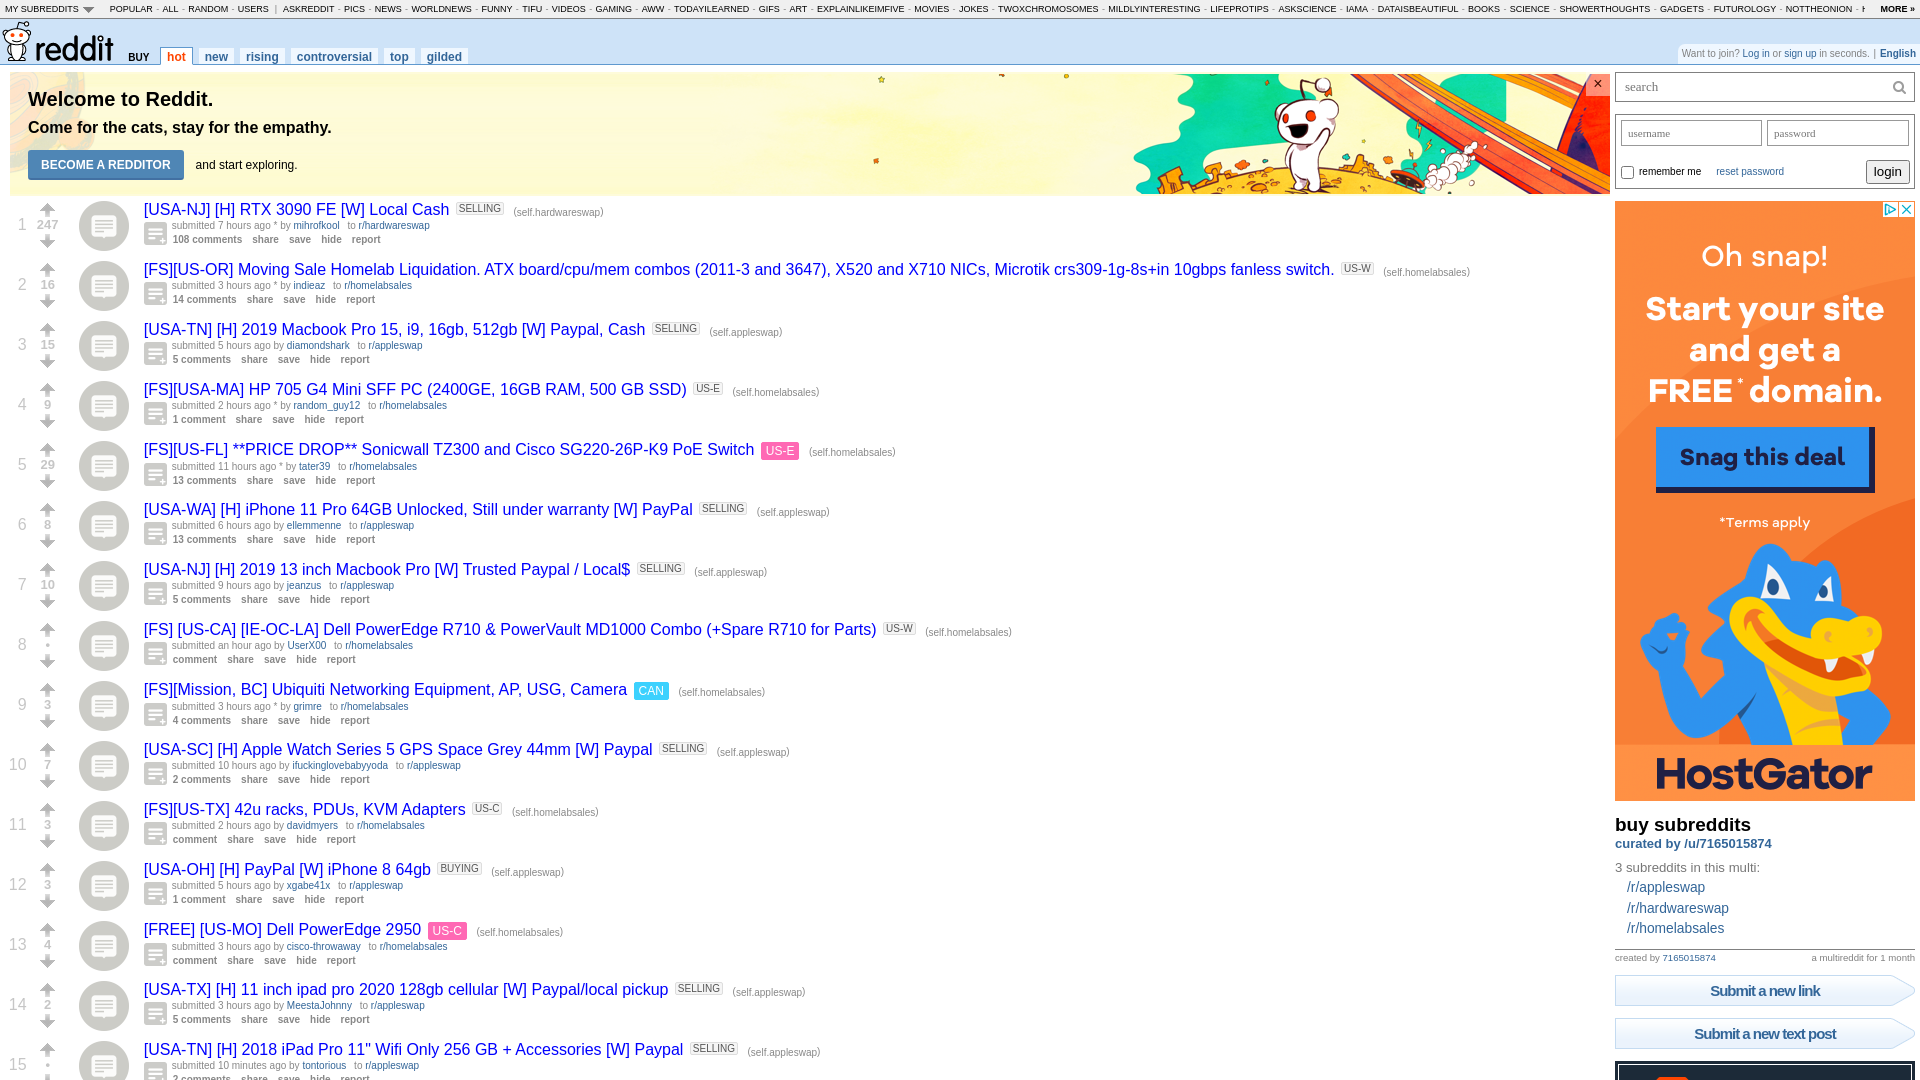 MY SUBREDDITS POPULAR - ALL - RANDOM - USERS | ASKREDDIT - PICS - NEWS - WORLDNEWS - FUNNY - TIFU - VIDEOS - GAMING - AWW - TODAYILEARNED - GIFS - ART - EXPLAINLIKEIMFIVE - MOVIES - JOKES - TWOXCHROMOSOMES - MILDLYINTERESTING - LIFEPROTIPS - ASKSCIENCE - IAMA - DATAISBEAUTIFUL - BOOKS - SCIENCE - SHOWERTHOUGHTS - GADGETS - FUTUROLOGY - NOTTHEONION - MORE »
reddit BUY hot new rising controversial top gilded
Want to join? Log in or sign up in seconds. | English
Welcome to Reddit.
Come for the cats, stay for the empathy.
BECOME A REDDITOR and start exploring.
×
1
247
[USA-NJ] [H] RTX 3090 FE [W] Local Cash SELLING (self.hardwareswap)
submitted 7 hours ago * by mihrofkool to r/hardwareswap
108 comments share save hide report
2
16
[FS][US-OR] Moving Sale Homelab Liquidation. ATX board/cpu/mem combos (2011-3 and 3647), X520 and X710 NICs, Microtik crs309-1g-8s+in 10gbps fanless switch. US-W (self.homelabsales)
submitted 3 hours ago * by indieaz to r/homelabsales
14 comments share save hide report
3
15
[USA-TN] [H] 2019 Macbook Pro 15, i9, 16gb, 512gb [W] Paypal, Cash SELLING (self.appleswap)
submitted 5 hours ago by diamondshark to r/appleswap
5 comments share save hide report
4
9
[FS][USA-MA] HP 705 G4 Mini SFF PC (2400GE, 16GB RAM, 500 GB SSD) US-E (self.homelabsales)
submitted 2 hours ago * by random_guy12 to r/homelabsales
1 comment share save hide report
5
29
[FS][US-FL] **PRICE DROP** Sonicwall TZ300 and Cisco SG220-26P-K9 PoE Switch US-E (self.homelabsales)
submitted 11 hours ago * by tater39 to r/homelabsales
13 comments share save hide report
6
8
[USA-WA] [H] iPhone 11 Pro 64GB Unlocked, Still under warranty [W] PayPal SELLING (self.appleswap)
submitted 6 hours ago by ellemmenne to r/appleswap
13 comments share save hide report
7
10
[USA-NJ] [H] 2019 13 inch Macbook Pro [W] Trusted Paypal / Local$ SELLING (self.appleswap)
submitted 9 hours ago by jeanzus to r/appleswap
5 comments share save hide report
8
•
[FS] [US-CA] [IE-OC-LA] Dell PowerEdge R710 & PowerVault MD1000 Combo (+Spare R710 for Parts) US-W (self.homelabsales)
submitted an hour ago by UserX00 to r/homelabsales
comment share save hide report
9
3
[FS][Mission, BC] Ubiquiti Networking Equipment, AP, USG, Camera CAN (self.homelabsales)
submitted 3 hours ago * by grimre to r/homelabsales
4 comments share save hide report
10
7
[USA-SC] [H] Apple Watch Series 5 GPS Space Grey 44mm [W] Paypal SELLING (self.appleswap)
submitted 10 hours ago by ifuckinglovebabyyoda to r/appleswap
2 comments share save hide report
11
3
[FS][US-TX] 42u racks, PDUs, KVM Adapters US-C (self.homelabsales)
submitted 2 hours ago by davidmyers to r/homelabsales
comment share save hide report
12
3
[USA-OH] [H] PayPal [W] iPhone 8 64gb BUYING (self.appleswap)
submitted 5 hours ago by xgabe41x to r/appleswap
1 comment share save hide report
13
4
[FREE] [US-MO] Dell PowerEdge 2950 US-C (self.homelabsales)
submitted 3 hours ago by cisco-throwaway to r/homelabsales
comment share save hide report
14
2
[USA-TX] [H] 11 inch ipad pro 2020 128gb cellular [W] Paypal/local pickup SELLING (self.appleswap)
submitted 3 hours ago by MeestaJohnny to r/appleswap
5 comments share save hide report
15
•
[USA-TN] [H] 2018 iPad Pro 11" Wifi Only 256 GB + Accessories [W] Paypal SELLING (self.appleswap)
submitted 10 minutes ago by tontorious to r/appleswap
2 comments share save hide report
search
username password
remember me reset password login
Oh snap!
Start your site
and get a
FREE* domain.
Snag this deal
*Terms apply
HostGator
buy subreddits
curated by /u/7165015874
3 subreddits in this multi:
/r/appleswap
/r/hardwareswap
/r/homelabsales
created by 7165015874 a multireddit for 1 month
Submit a new link
Submit a new text post